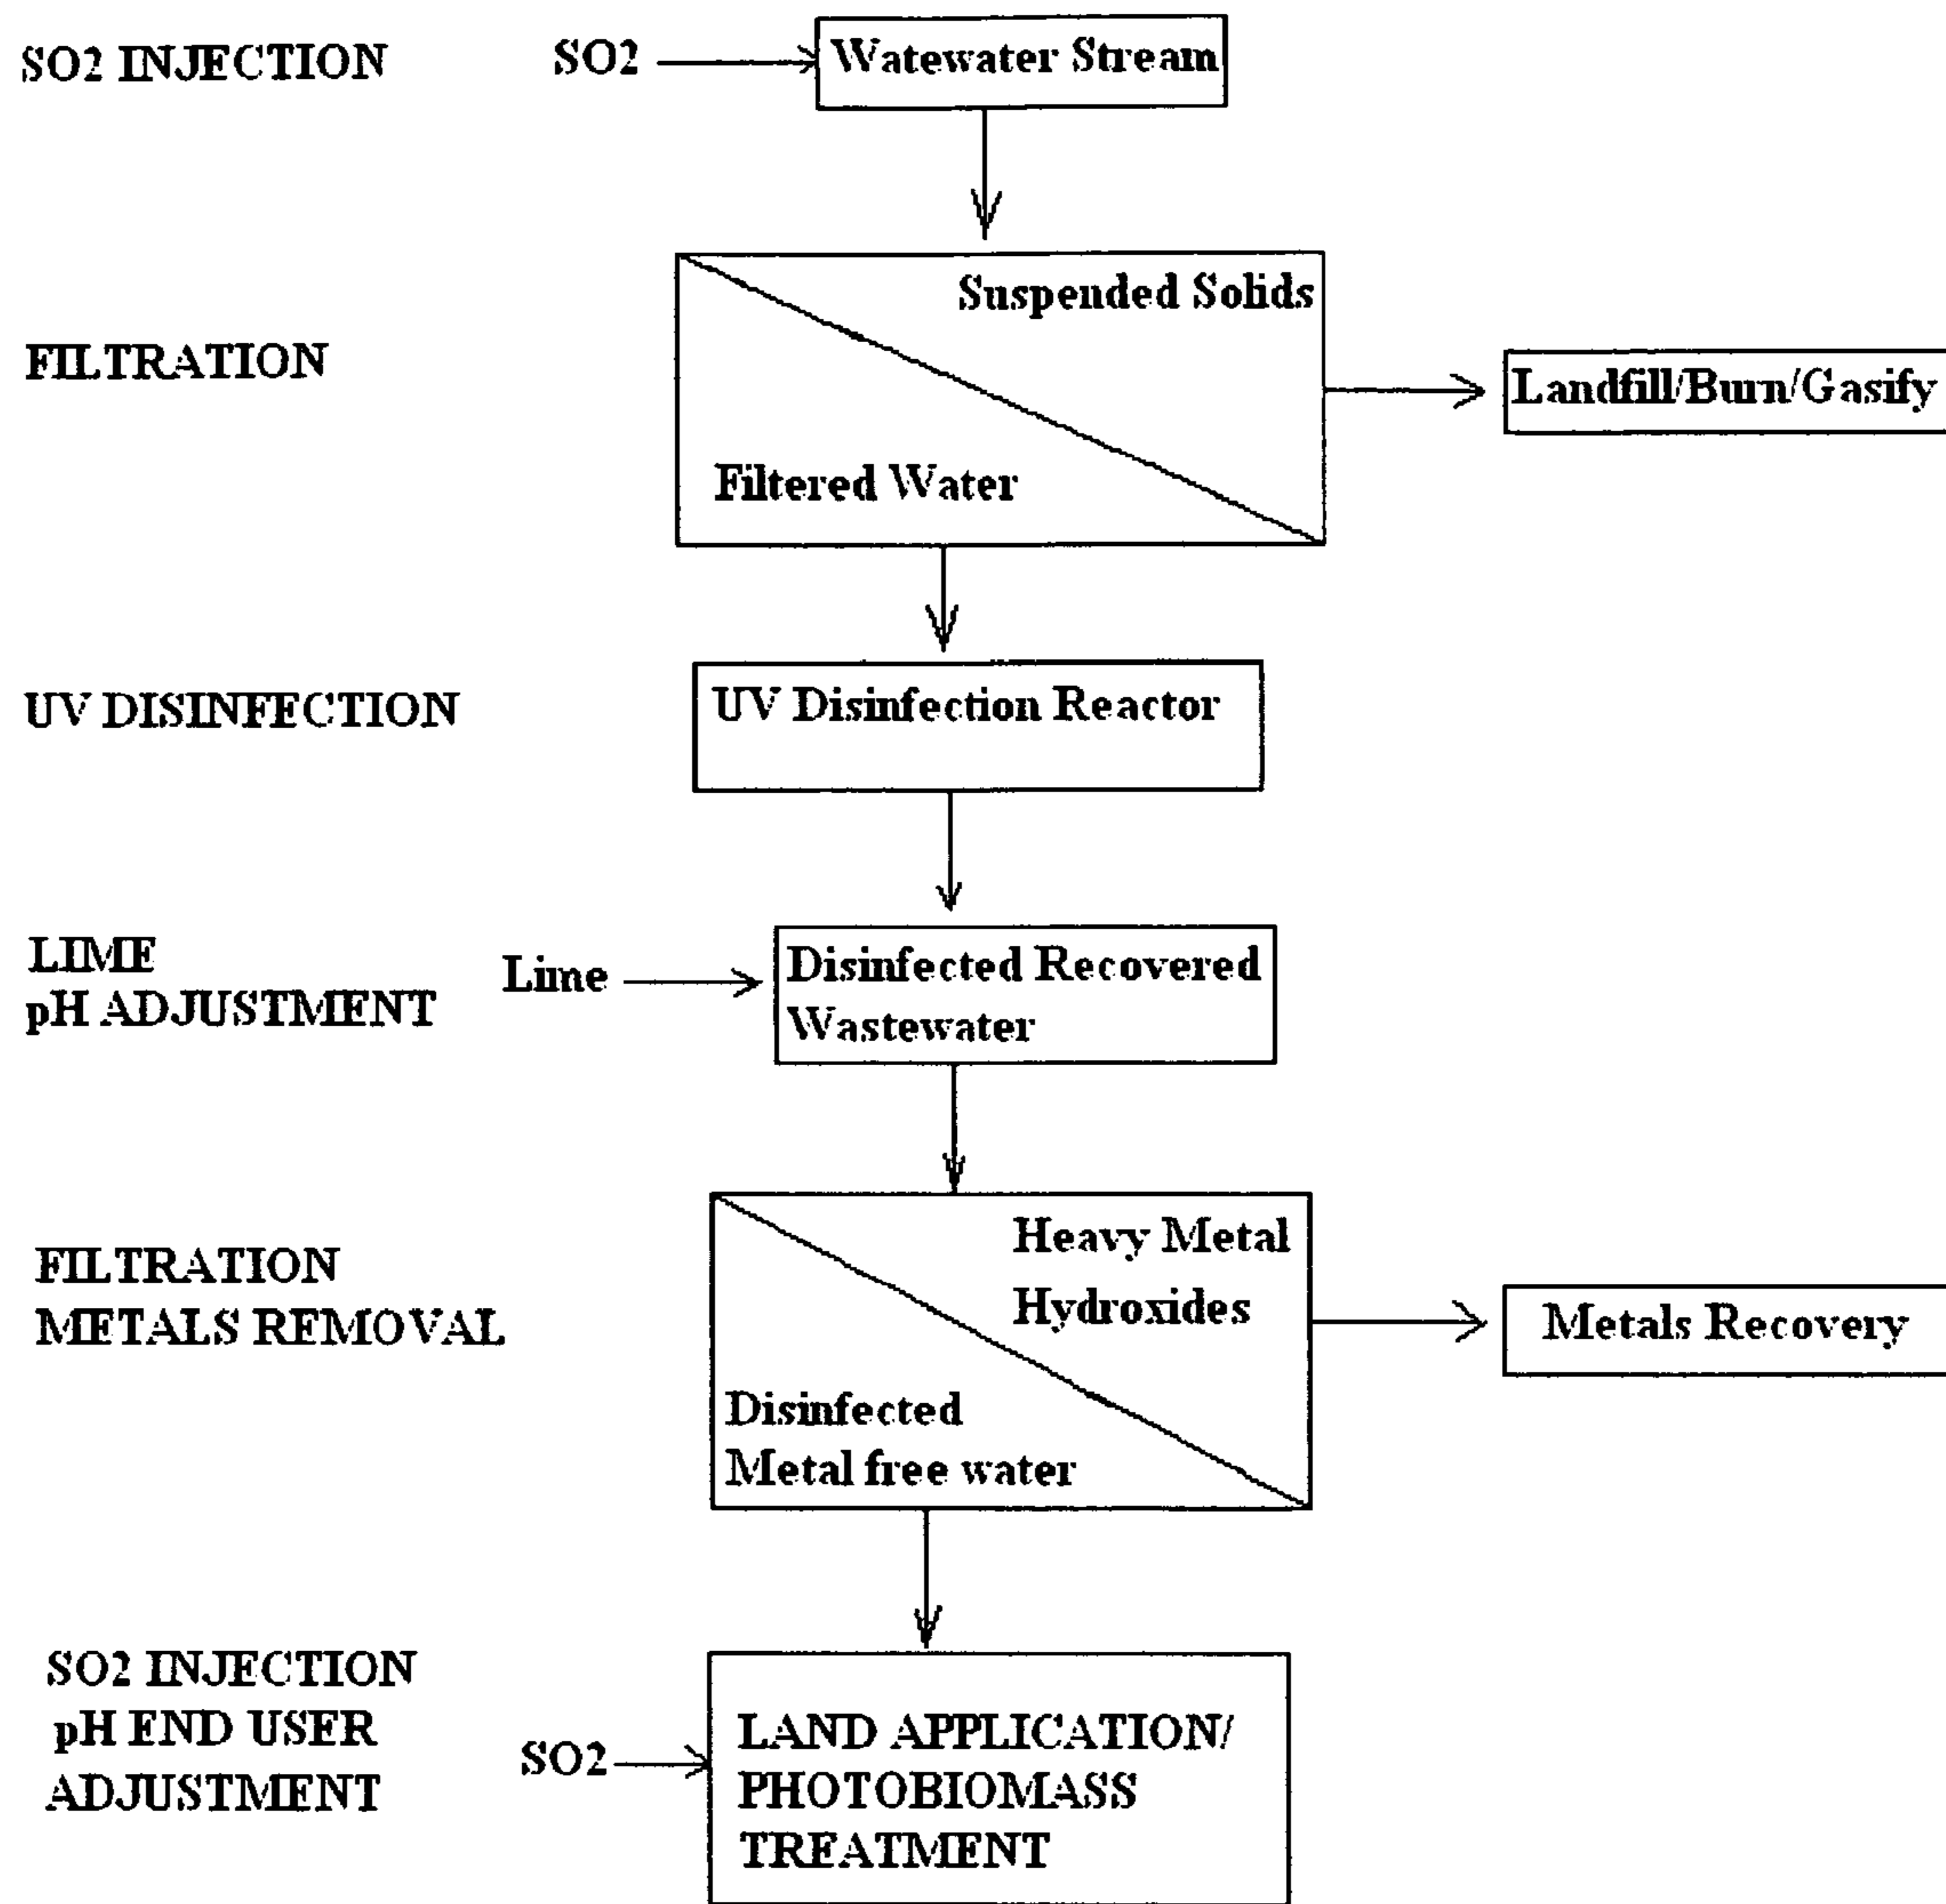 SO2 INJECTION
SO2
Watewater Stream
FILTRATION
Suspended Solids
Filtered Water
Landfill/Burn/Gasify
UV DISINFECTION
UV Disinfection Reactor
LIME
pH ADJUSTMENT
Lime
Disinfected Recovered
Wastewater
FILTRATION
METALS REMOVAL
Heavy Metal
Hydroxides
Disinfected
Metal free water
Metals Recovery
SO2 INJECTION
pH END USER
ADJUSTMENT
SO2
LAND APPLICATION/
PHOTOBIOMASS
TREATMENT